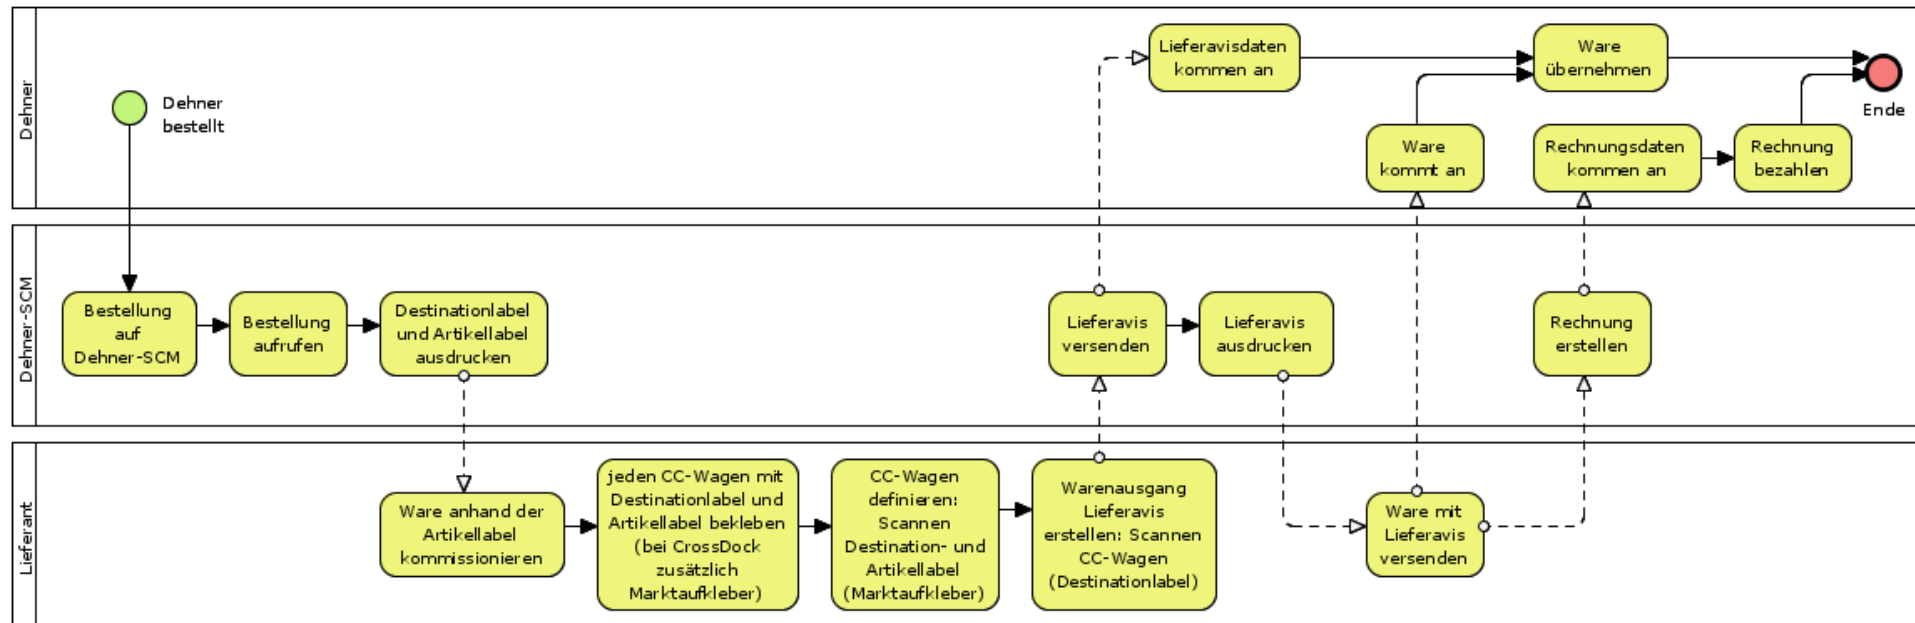 Dehner
Dehner
bestellt
Lieferavisdaten
kommen an
Ware
übernehmen
Ende
Ware
kommt an
Rechnungsdaten
kommen an
Rechnung
bezahlen
Dehner-SCM
Bestellung
auf
Dehner-SCM
Bestellung
aufrufen
Destinationlabel
und Artikellabel
ausdrucken
Lieferavis
versenden
Lieferavis
ausdrucken
Rechnung
erstellen
Lieferant
Ware anhand der
Artikellabel
kommissionieren
jeden CC-Wagen mit
Destinationlabel und
Artikellabel bekleben
(bei CrossDock
zusätzlich
Marktaufkleber)
CC-Wagen
definieren:
Scannen
Destination- und
Artikellabel
(Marktaufkleber)
Warenausgang
Lieferavis
erstellen: Scannen
CC-Wagen
(Destinationlabel)
Ware mit
Lieferavis
versenden